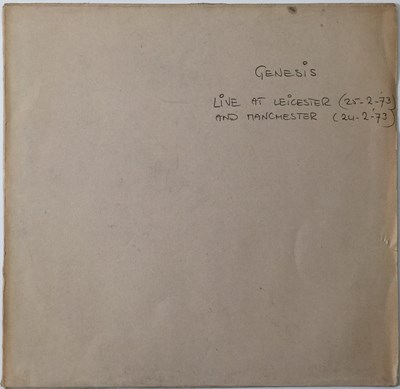 GENESIS
LIVE AT LEICESTER (25-2-73)
AND MANCHESTER (24-2-73)